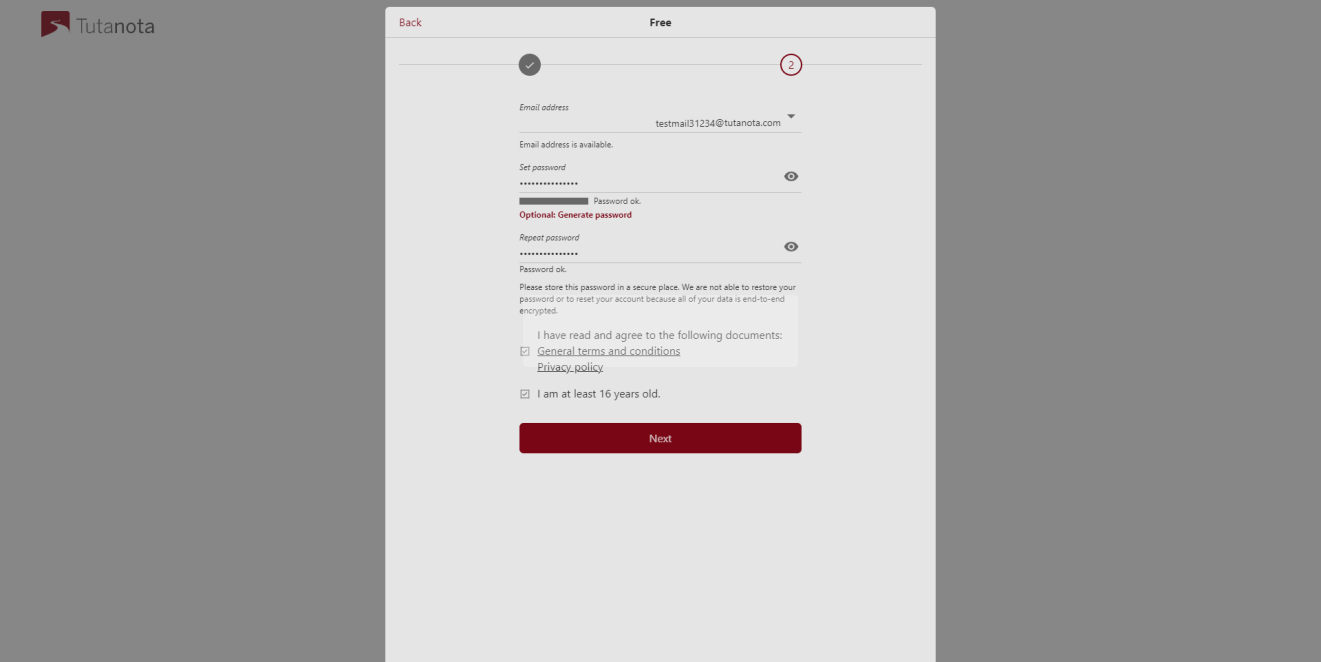 Tutanota
Back
Free
2
Email address
testmail31234@tutanota.com
Email address is available.
Set password
•••••••••••••••
Password ok.
Optional: Generate password
Repeat password
•••••••••••••••
Password ok.
Please store this password in a secure place. We are not able to restore your
password or to reset your account because all of your data is end-to-end
encrypted.
I have read and agree to the following documents:
General terms and conditions
Privacy policy
I am at least 16 years old.
Next